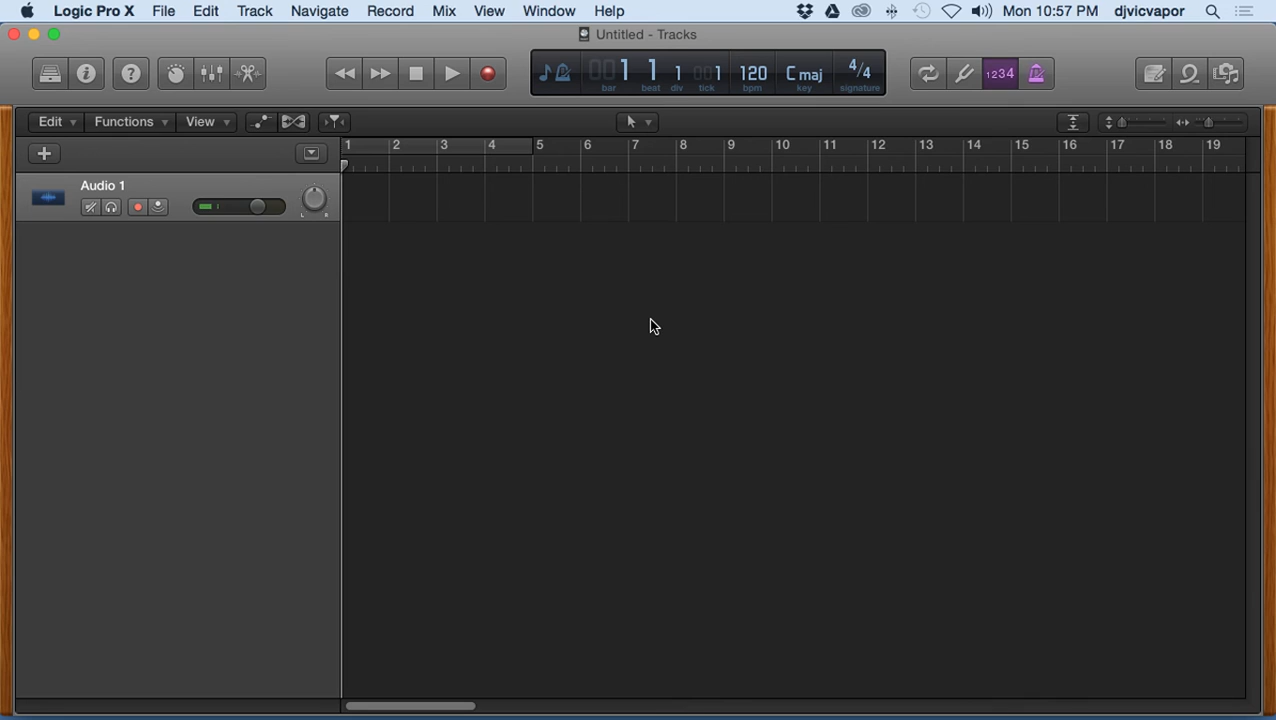 Logic Pro X File Edit Track Navigate Record Mix View Window Help Mon 10:57 PM djvicvapor
Untitled - Tracks
001 1 1 001 120 C maj 4/4
bar beat div tick bpm key signature
1234
Edit Functions View
1 2 3 4 5 6 7 8 9 10 11 12 13 14 15 16 17 18 19
Audio 1
L R